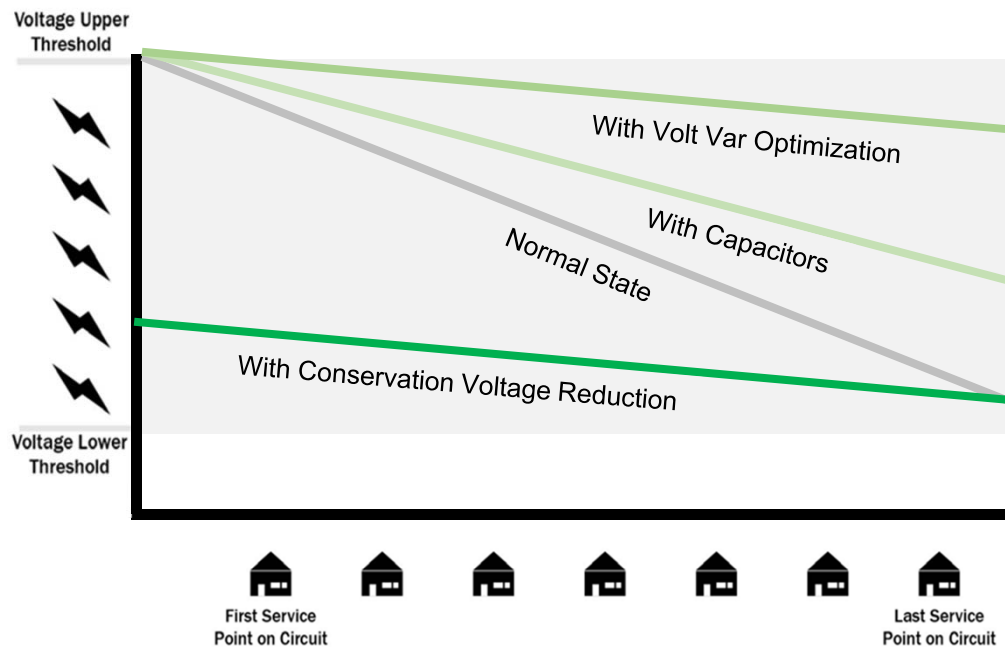 Voltage Upper
Threshold
With Volt Var Optimization
With Capacitors
Normal State
With Conservation Voltage Reduction
Voltage Lower
Threshold
First Service
Point on Circuit
Last Service
Point on Circuit